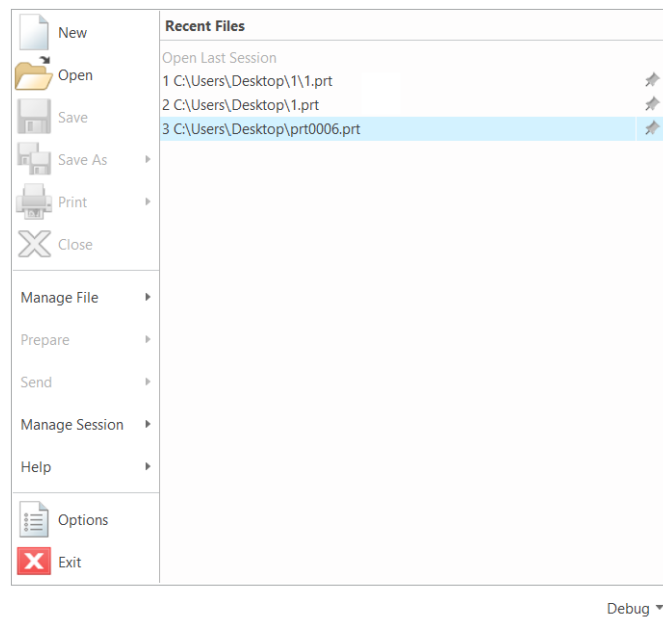 New
Open
Save
Save As
Print
Close
Manage File
Prepare
Send
Manage Session
Help
Options
Exit
Recent Files
Open Last Session
1 C:\Users\Desktop\1\1.prt
2 C:\Users\Desktop\1.prt
3 C:\Users\Desktop\prt0006.prt
Debug